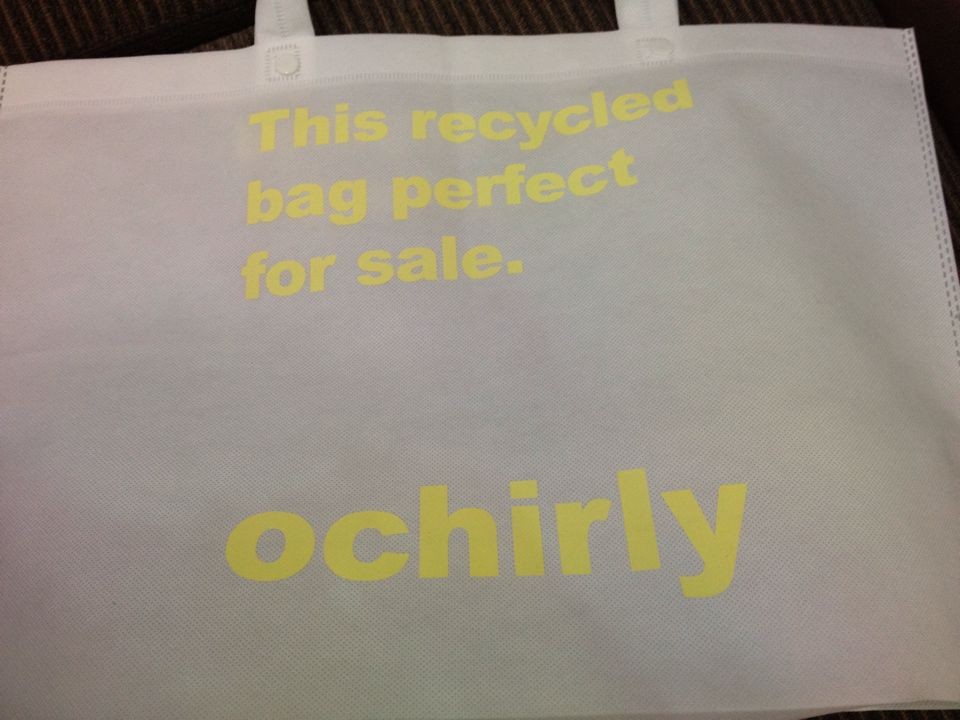 This recycled
bag perfect
for sale.
ochirly